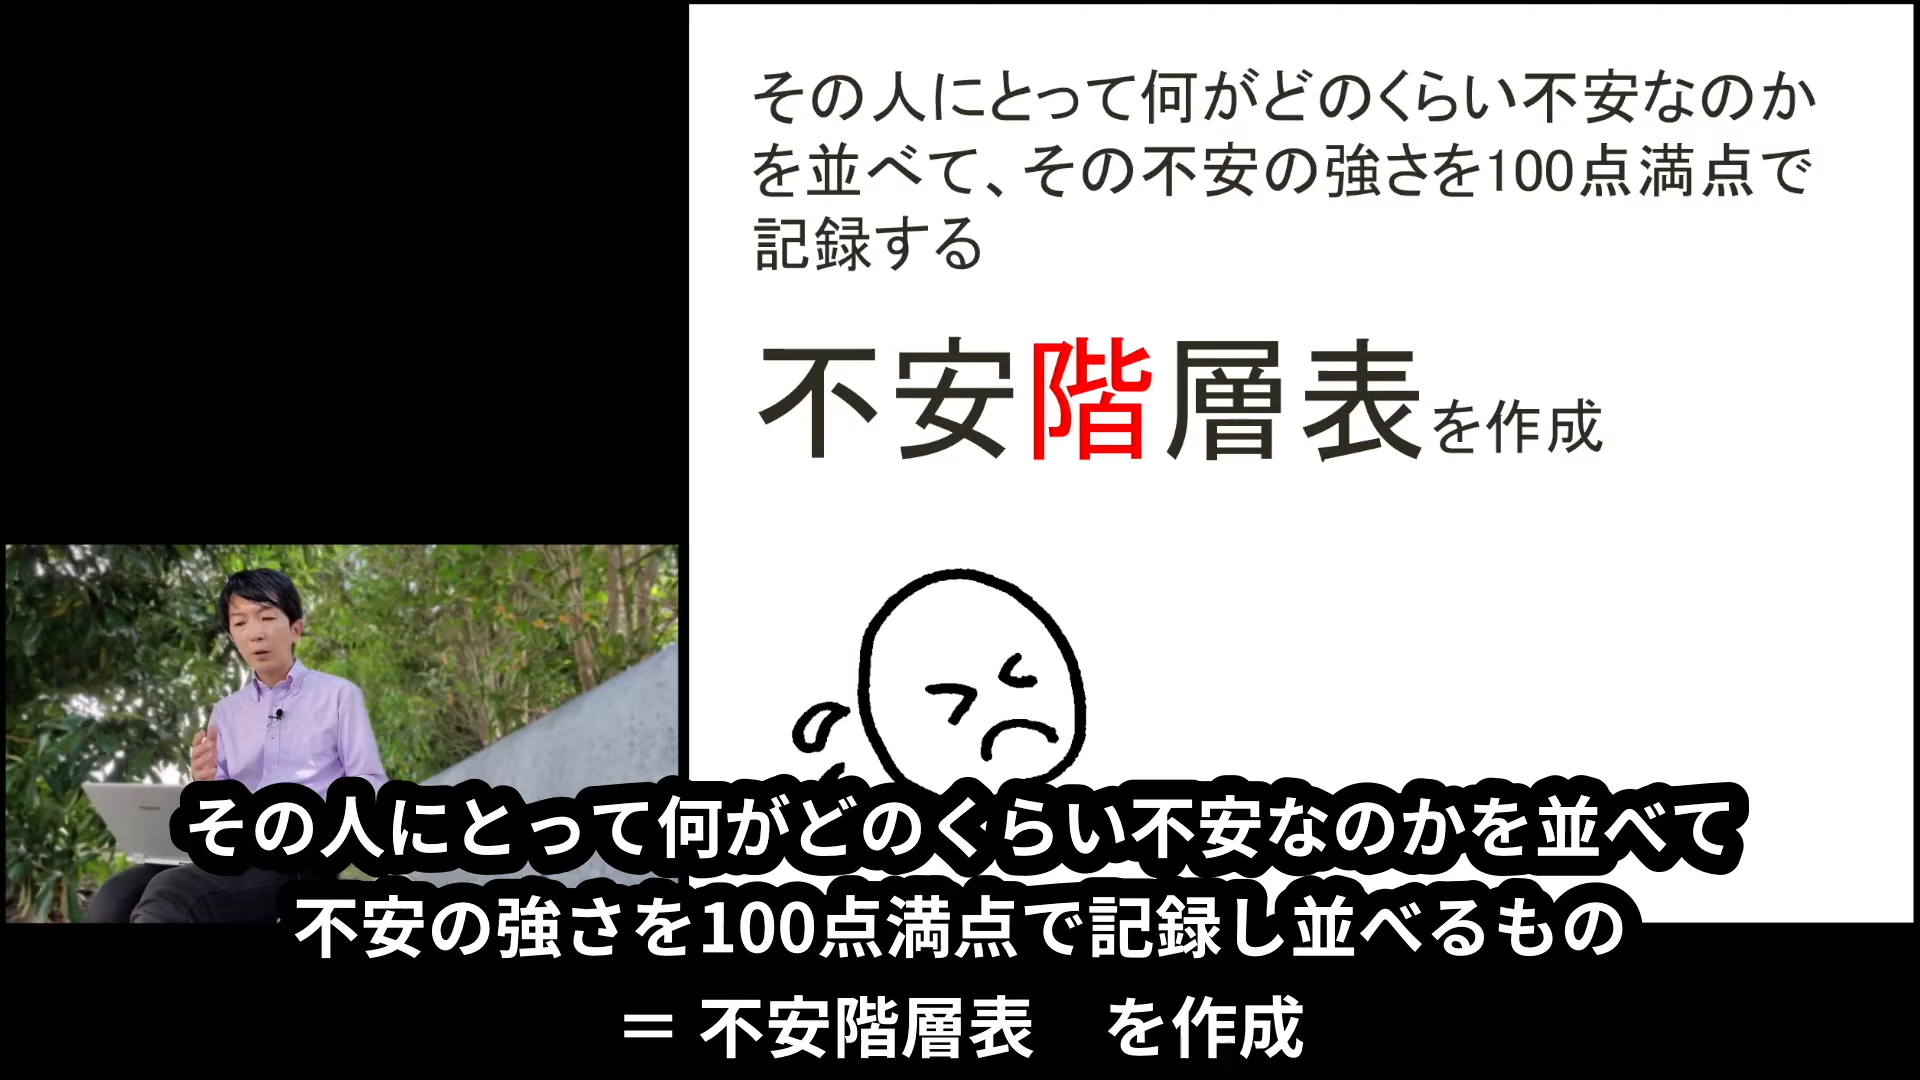 その人にとって何がどのくらい不安なのか
を並べて、その不安の強さを100点満点で
記録する
不安階層表を作成
その人にとって何がどのくらい不安なのかを並べて
不安の強さを100点満点で記録し並べるもの
＝ 不安階層表　を作成